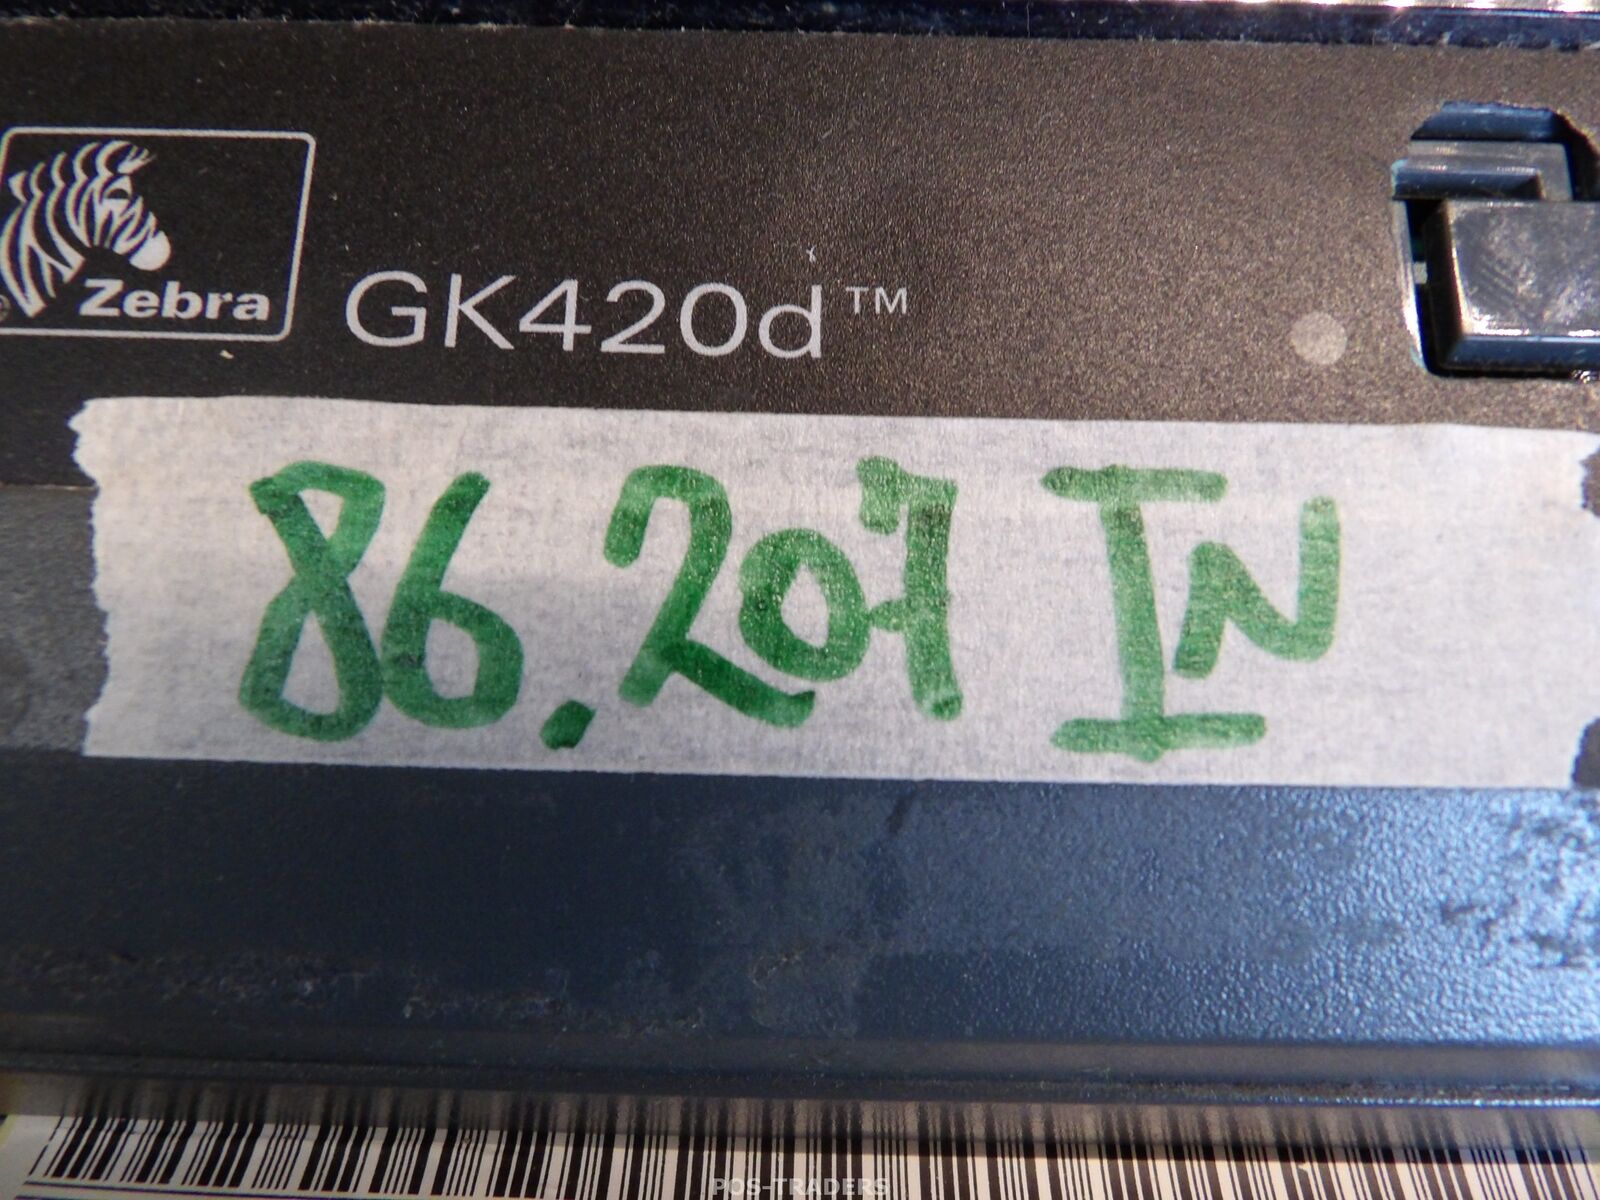 Zebra
GK420d™
86.207 IN
POS-TRADERS